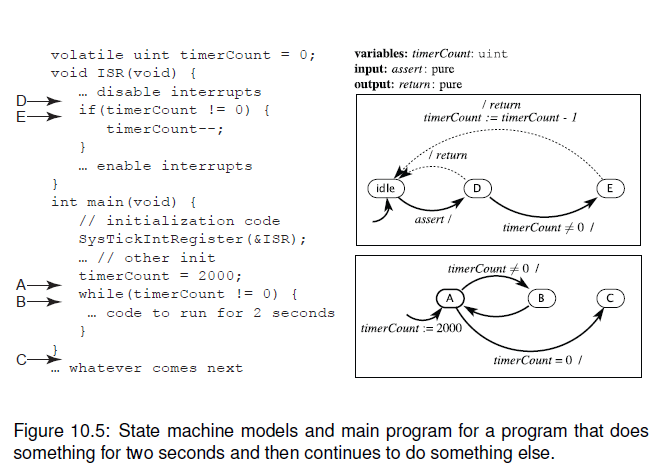 volatile uint timerCount = 0;
void ISR(void) {
… disable interrupts
D
if(timerCount != 0) {
E
timerCount--;
}
… enable interrupts
}
int main(void) {
// initialization code
SysTickIntRegister(&ISR);
… // other init
A
timerCount = 2000;
B
while(timerCount != 0) {
… code to run for 2 seconds
}
}
C
… whatever comes next
variables: timerCount: uint
input: assert: pure
output: return: pure
/ return
timerCount := timerCount - 1
/ return
idle
D
E
assert /
timerCount ≠ 0 /
timerCount ≠ 0 /
A
B
C
timerCount := 2000
timerCount = 0 /
Figure 10.5: State machine models and main program for a program that does
something for two seconds and then continues to do something else.